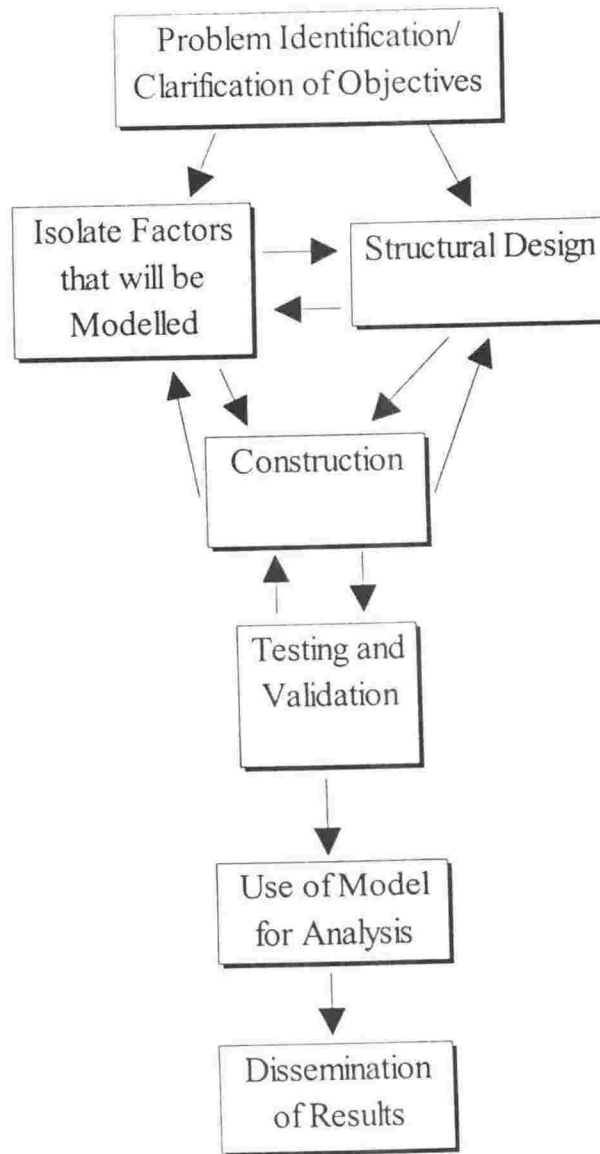 Problem Identification/
Clarification of Objectives
Isolate Factors
that will be
Modelled
Structural Design
Construction
Testing and
Validation
Use of Model
for Analysis
Dissemination
of Results